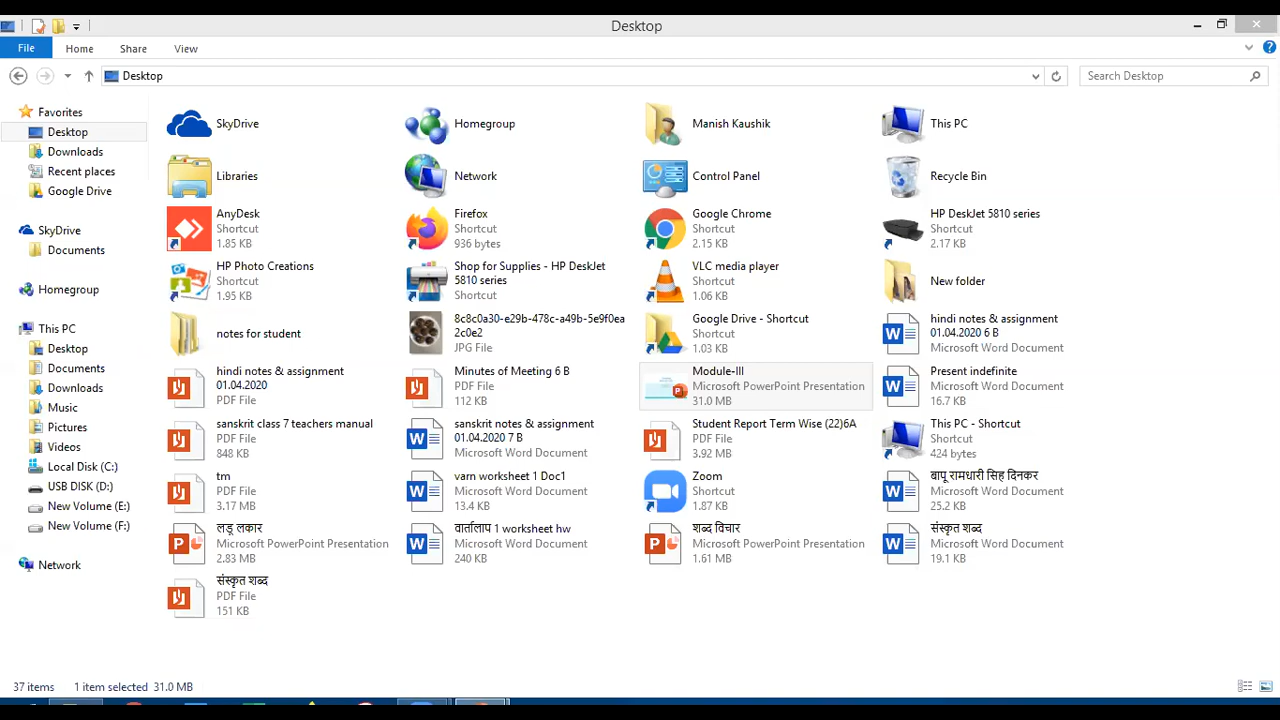 Desktop
File
Home
Share
View
Desktop
Search Desktop
Favorites
Desktop
Downloads
Recent places
Google Drive
SkyDrive
Documents
Homegroup
This PC
Desktop
Documents
Downloads
Music
Pictures
Videos
Local Disk (C:)
USB DISK (D:)
New Volume (E:)
New Volume (F:)
Network
SkyDrive
Homegroup
Manish Kaushik
This PC
Libraries
Network
Control Panel
Recycle Bin
AnyDesk
Shortcut
1.85 KB
Firefox
Shortcut
936 bytes
Google Chrome
Shortcut
2.15 KB
HP DeskJet 5810 series
Shortcut
2.17 KB
HP Photo Creations
Shortcut
1.95 KB
Shop for Supplies - HP DeskJet
5810 series
Shortcut
VLC media player
Shortcut
1.06 KB
New folder
notes for student
8c8c0a30-e29b-478c-a49b-5e9f0ea
2c0e2
JPG File
Google Drive - Shortcut
Shortcut
1.03 KB
hindi notes & assignment
01.04.2020 6 B
Microsoft Word Document
hindi notes & assignment
01.04.2020
PDF File
Minutes of Meeting 6 B
PDF File
112 KB
Module-III
Microsoft PowerPoint Presentation
31.0 MB
Present indefinite
Microsoft Word Document
16.7 KB
sanskrit class 7 teachers manual
PDF File
848 KB
sanskrit notes & assignment
01.04.2020 7 B
Microsoft Word Document
Student Report Term Wise (22)6A
PDF File
3.92 MB
This PC - Shortcut
Shortcut
424 bytes
tm
PDF File
3.17 MB
varn worksheet 1 Doc1
Microsoft Word Document
13.4 KB
Zoom
Shortcut
1.87 KB
बापू रामधारी सिह दिनकर
Microsoft Word Document
25.2 KB
लड़ू लकार
Microsoft PowerPoint Presentation
2.83 MB
वार्तालाप 1 worksheet hw
Microsoft Word Document
240 KB
शब्द विचार
Microsoft PowerPoint Presentation
1.61 MB
संस्कृत शब्द
Microsoft Word Document
19.1 KB
संस्कृत शब्द
PDF File
151 KB
37 items
1 item selected 31.0 MB